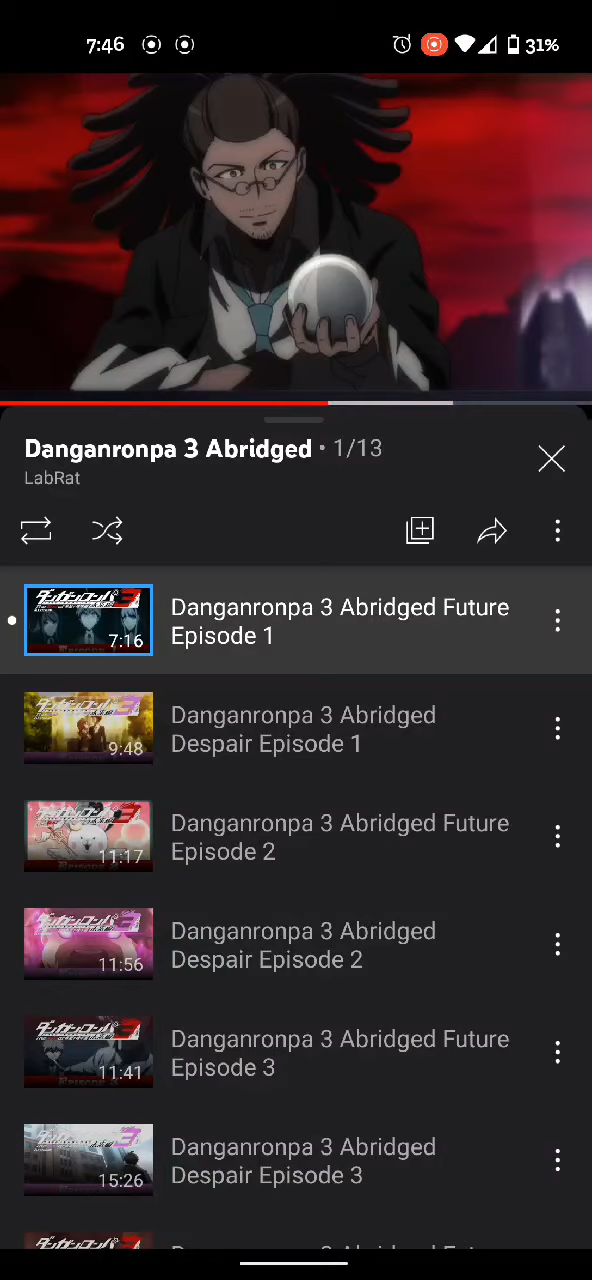 7:46
31%
Danganronpa 3 Abridged • 1/13
LabRat
7:16
Danganronpa 3 Abridged Future
Episode 1
9:48
Danganronpa 3 Abridged
Despair Episode 1
11:17
Danganronpa 3 Abridged Future
Episode 2
11:56
Danganronpa 3 Abridged
Despair Episode 2
11:41
Danganronpa 3 Abridged Future
Episode 3
15:26
Danganronpa 3 Abridged
Despair Episode 3